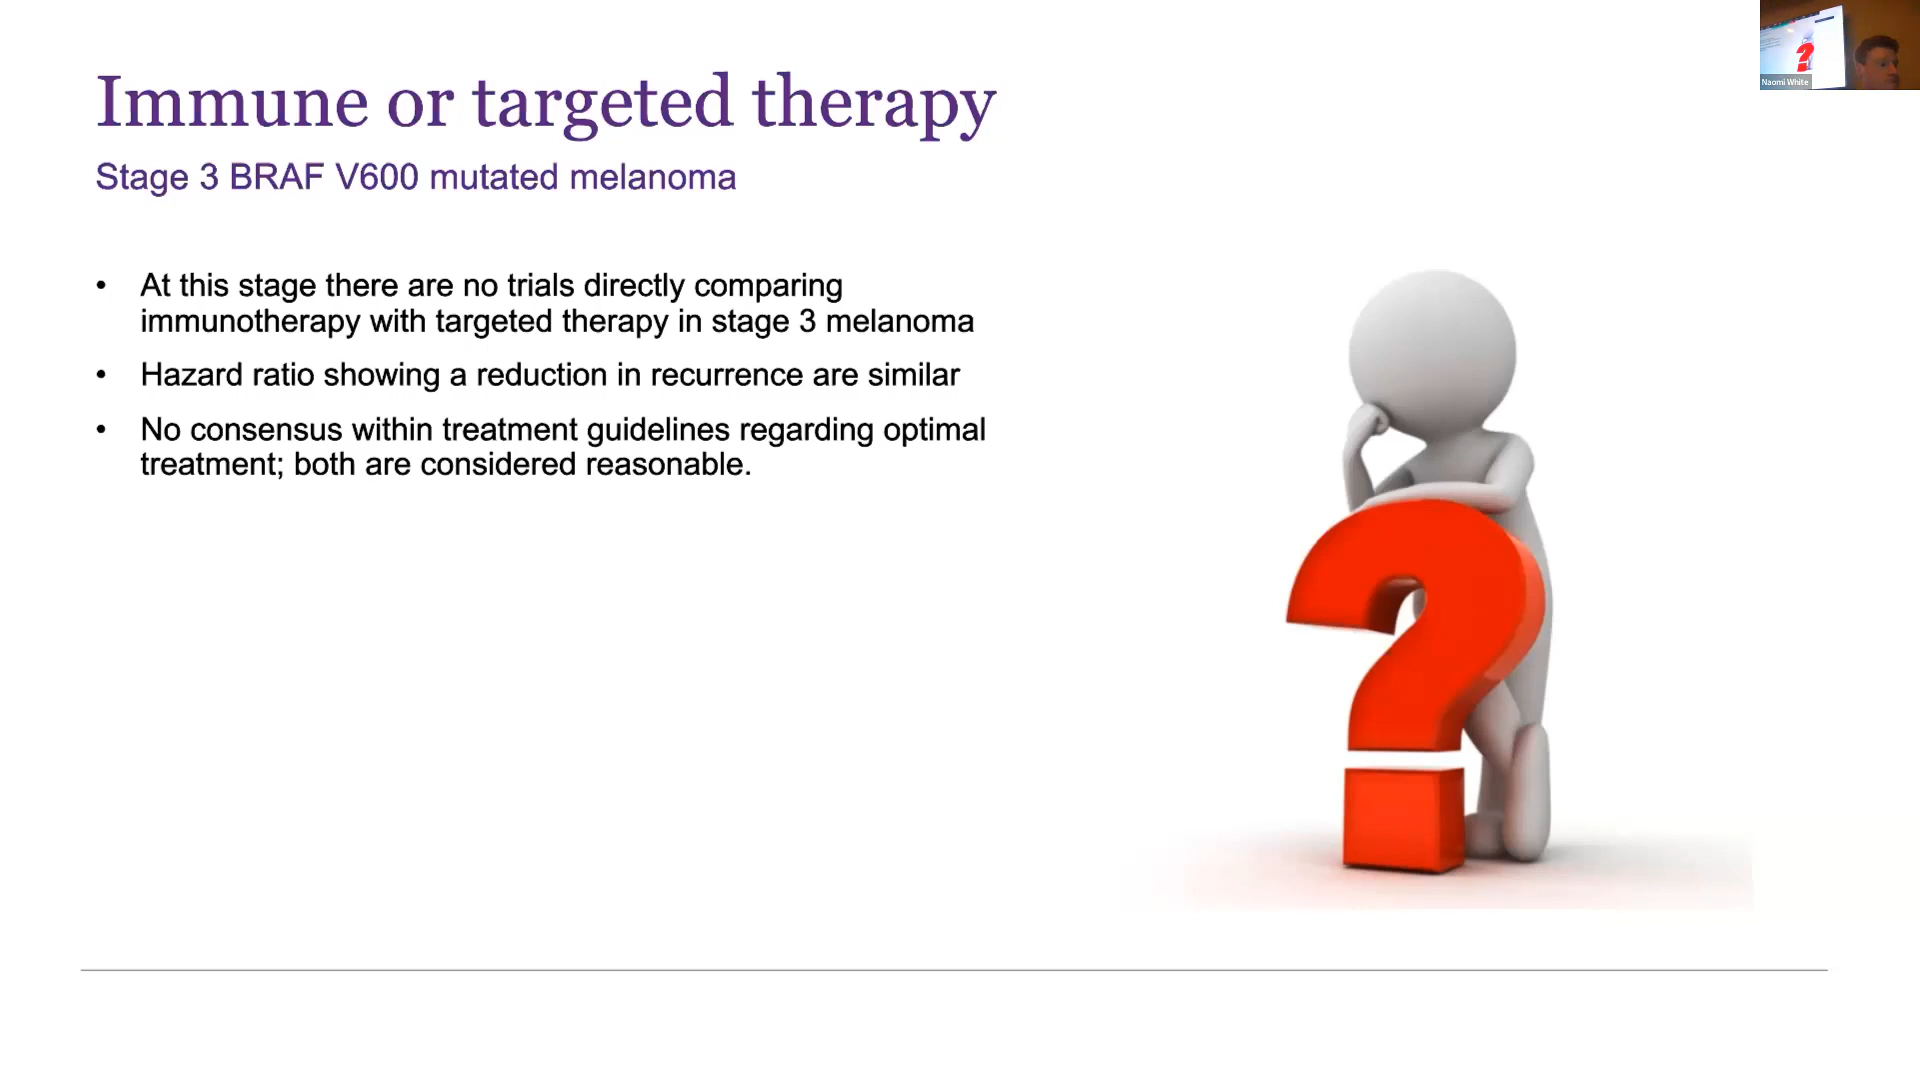 Immune or targeted therapy
Stage 3 BRAF V600 mutated melanoma
• At this stage there are no trials directly comparing
immunotherapy with targeted therapy in stage 3 melanoma
• Hazard ratio showing a reduction in recurrence are similar
• No consensus within treatment guidelines regarding optimal
treatment; both are considered reasonable.
Naomi White